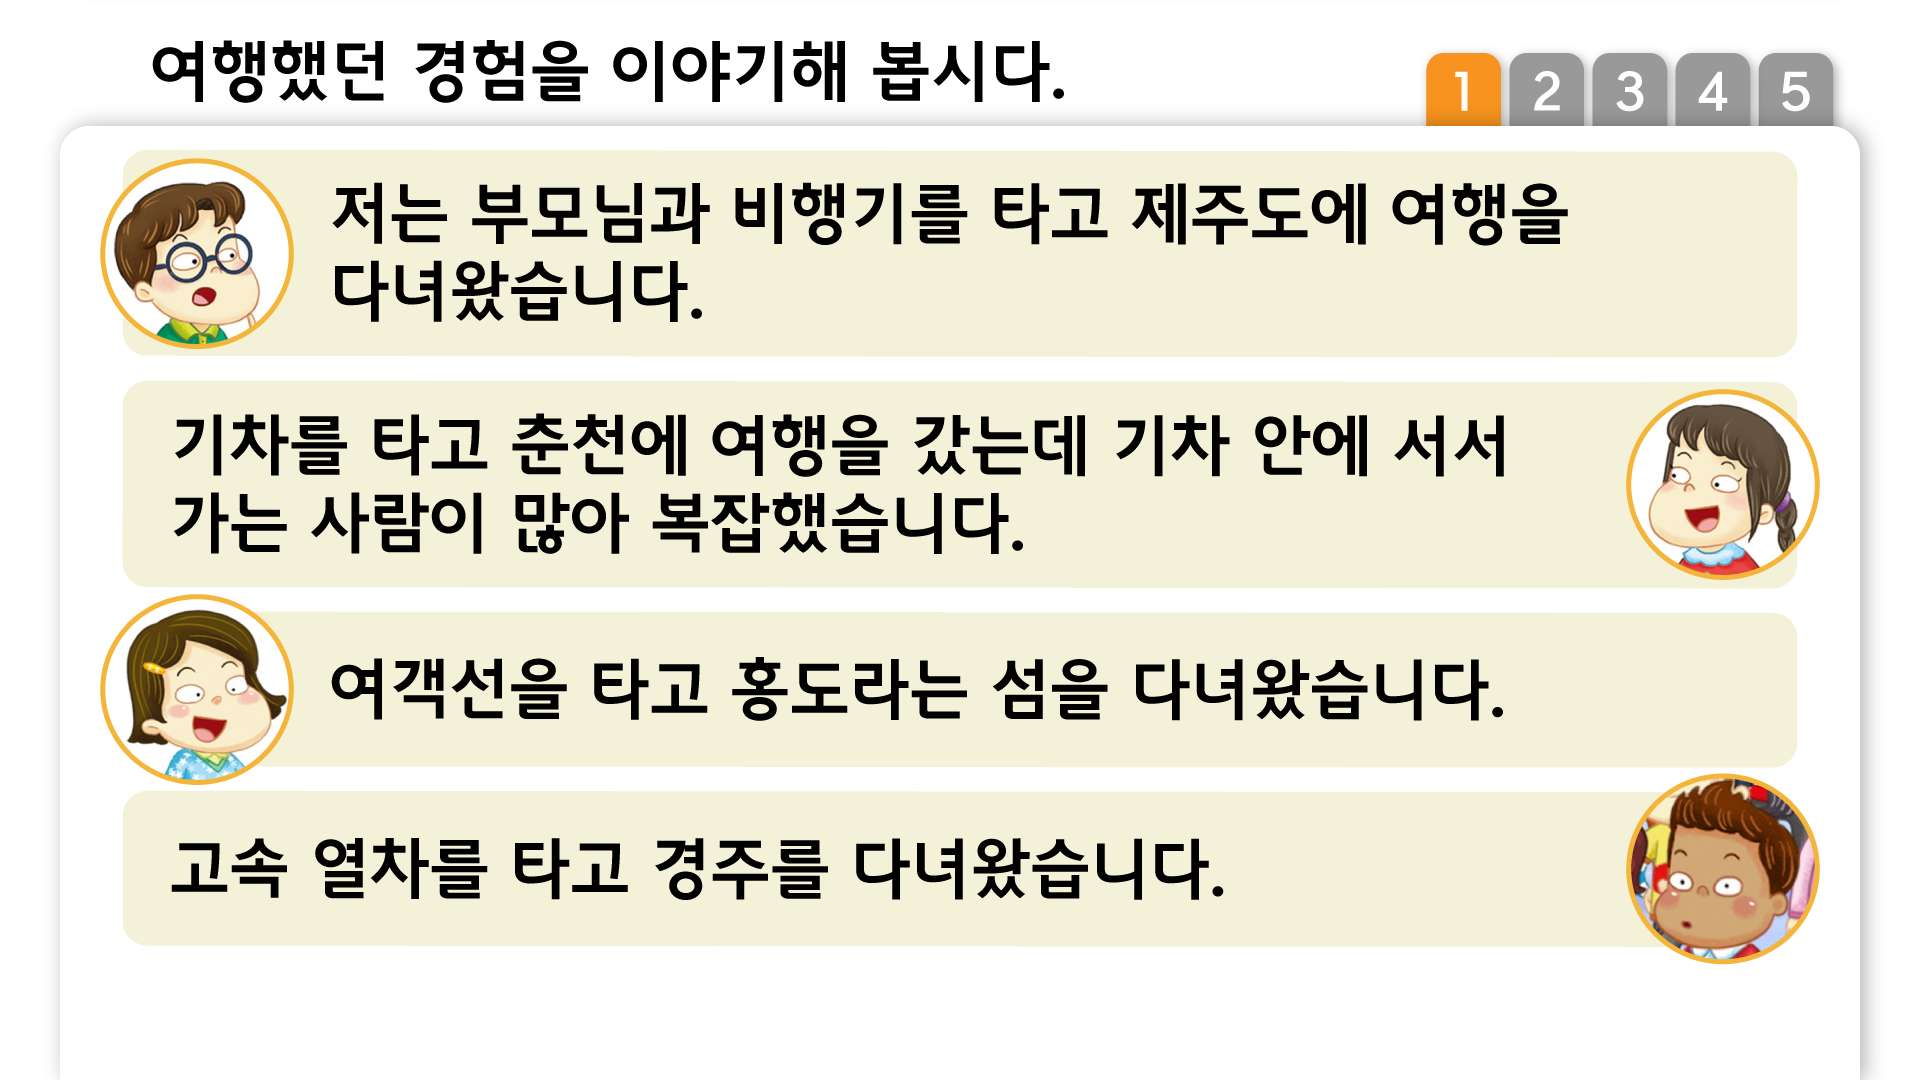 여행했던 경험을 이야기해 봅시다.
1 2 3 4 5
저는 부모님과 비행기를 타고 제주도에 여행을
다녀왔습니다.
기차를 타고 춘천에 여행을 갔는데 기차 안에 서서
가는 사람이 많아 복잡했습니다.
여객선을 타고 홍도라는 섬을 다녀왔습니다.
고속 열차를 타고 경주를 다녀왔습니다.